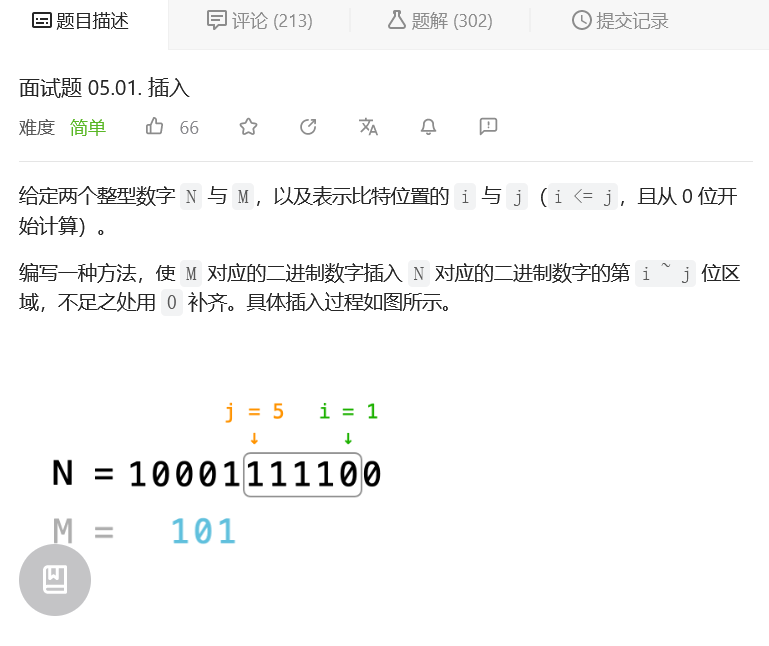 题目描述 评论 (213) 题解 (302) 提交记录
面试题 05.01. 插入
难度 简单 66
给定两个整型数字 N 与 M，以及表示比特位置的 i 与 j（i <= j，且从 0 位开
始计算）。
编写一种方法，使 M 对应的二进制数字插入 N 对应的二进制数字的第 i ~ j 位区
域，不足之处用 0 补齐。具体插入过程如图所示。
j = 5 i = 1
↓ ↓
N = 10001111100
M = 101